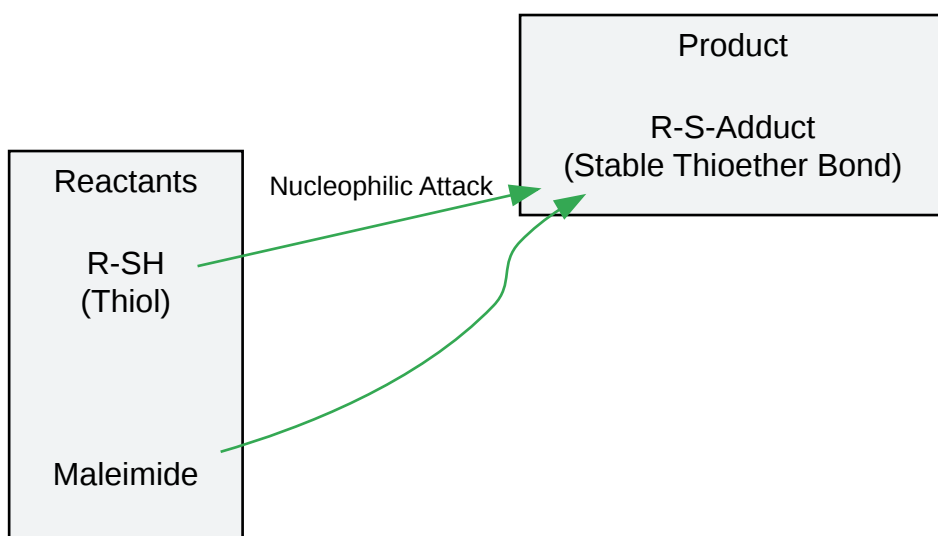 Product
R-S-Adduct
(Stable Thioether Bond)
Reactants
Nucleophilic Attack
R-SH
(Thiol)
Maleimide